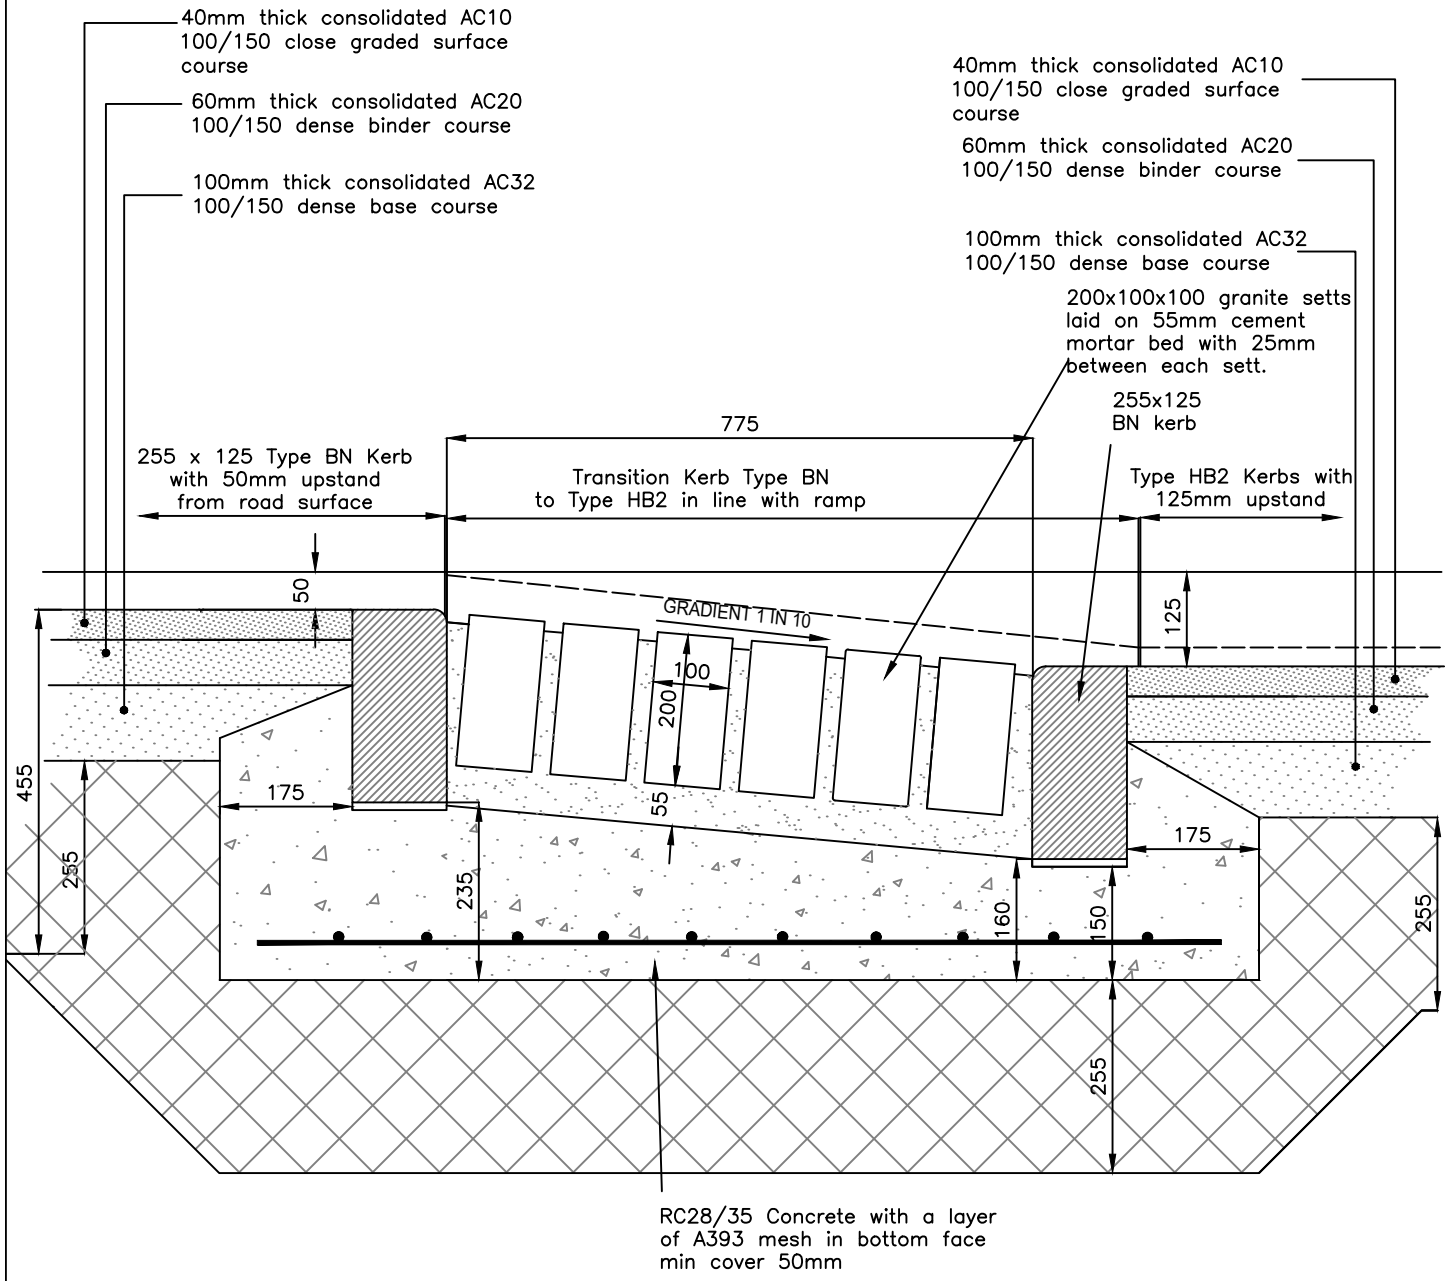 40mm thick consolidated AC10
100/150 close graded surface
course
60mm thick consolidated AC20
100/150 dense binder course
100mm thick consolidated AC32
100/150 dense base course
40mm thick consolidated AC10
100/150 close graded surface
course
60mm thick consolidated AC20
100/150 dense binder course
100mm thick consolidated AC32
100/150 dense base course
200x100x100 granite setts
laid on 55mm cement
mortar bed with 25mm
between each sett.
255x125
BN kerb
775
255 x 125 Type BN Kerb
with 50mm upstand
from road surface
Transition Kerb Type BN
to Type HB2 in line with ramp
Type HB2 Kerbs with
125mm upstand
50
GRADIENT 1 IN 10
125
100
200
55
455
255
175
235
160
150
175
255
255
RC28/35 Concrete with a layer
of A393 mesh in bottom face
min cover 50mm